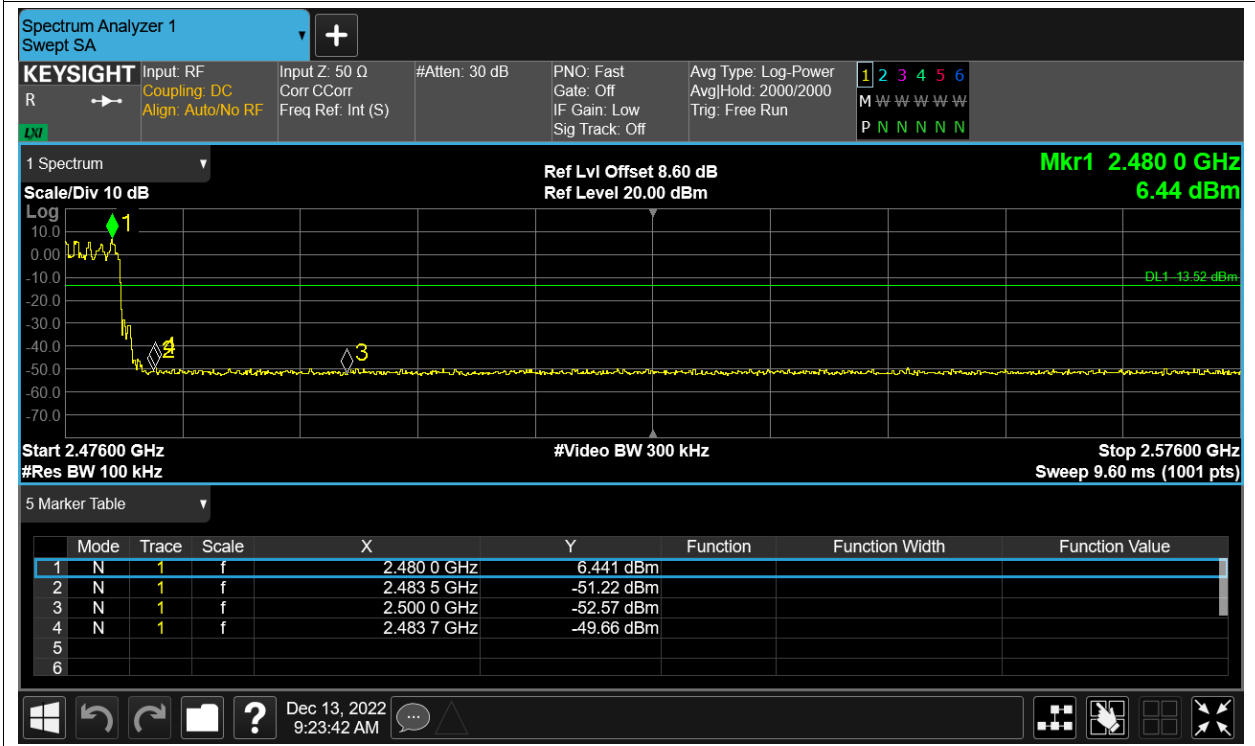 Spectrum Analyzer 1
Swept SA
+
KEYSIGHT Input: RF Input Z: 50 Ω #Atten: 30 dB PNO: Fast Avg Type: Log-Power 1 2 3 4 5 6
R Coupling: DC Corr CCorr Gate: Off Avg|Hold: 2000/2000 M W W W W W
Align: Auto/No RF Freq Ref: Int (S) IF Gain: Low Trig: Free Run
LXI Sig Track: Off P N N N N N
1 Spectrum Ref Lvl Offset 8.60 dB Mkr1 2.480 0 GHz
Scale/Div 10 dB Ref Level 20.00 dBm 6.44 dBm
Log
1
10.0
0.00
-10.0 DL1 -13.52 dBm
-20.0
-30.0
-40.0 2 4 3
-50.0
-60.0
-70.0
Start 2.47600 GHz #Video BW 300 kHz Stop 2.57600 GHz
#Res BW 100 kHz Sweep 9.60 ms (1001 pts)
5 Marker Table
Mode Trace Scale X Y Function Function Width Function Value
1 N 1 f 2.480 0 GHz 6.441 dBm
2 N 1 f 2.483 5 GHz -51.22 dBm
3 N 1 f 2.500 0 GHz -52.57 dBm
4 N 1 f 2.483 7 GHz -49.66 dBm
5
6
? Dec 13, 2022
9:23:42 AM